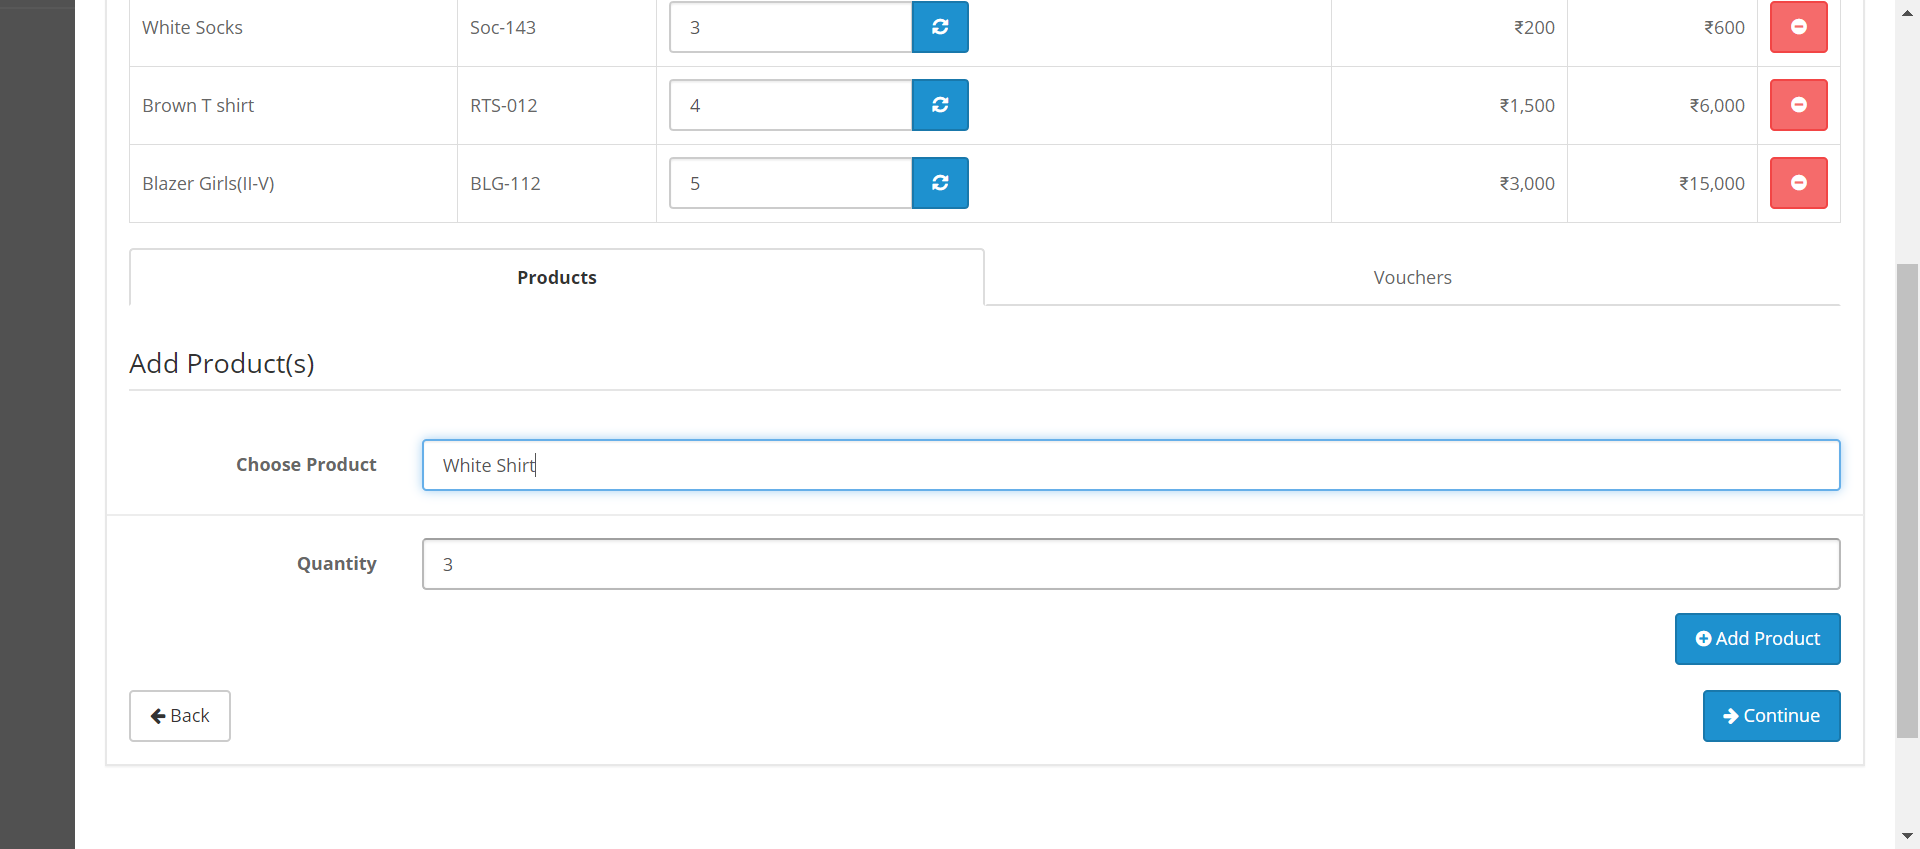 White Socks Soc-143 3 ₹200 ₹600
Brown T shirt RTS-012 4 ₹1,500 ₹6,000
Blazer Girls(II-V) BLG-112 5 ₹3,000 ₹15,000
Products Vouchers
Add Product(s)
Choose Product White Shirt
Quantity 3
Add Product
Back Continue